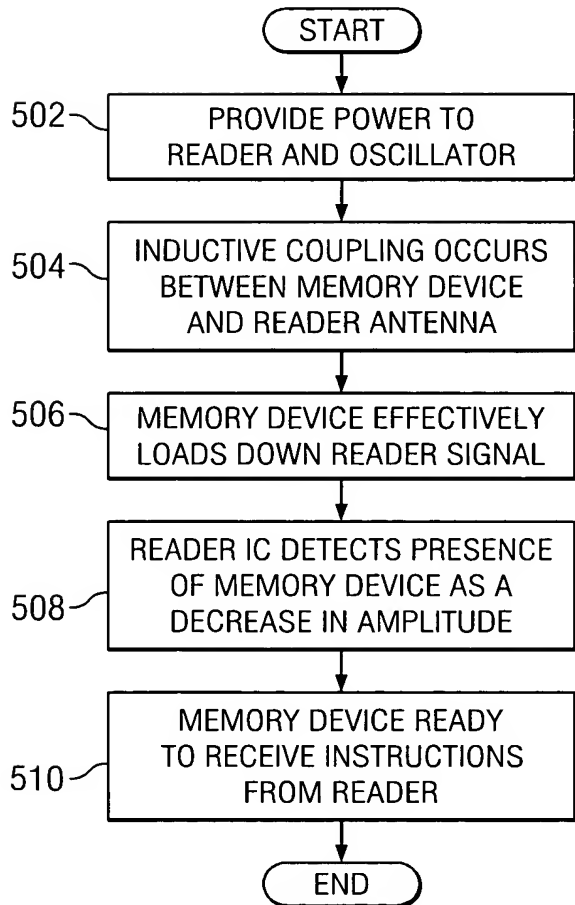 START
502
PROVIDE POWER TO
READER AND OSCILLATOR
504
INDUCTIVE COUPLING OCCURS
BETWEEN MEMORY DEVICE
AND READER ANTENNA
506
MEMORY DEVICE EFFECTIVELY
LOADS DOWN READER SIGNAL
508
READER IC DETECTS PRESENCE
OF MEMORY DEVICE AS A
DECREASE IN AMPLITUDE
510
MEMORY DEVICE READY
TO RECEIVE INSTRUCTIONS
FROM READER
END